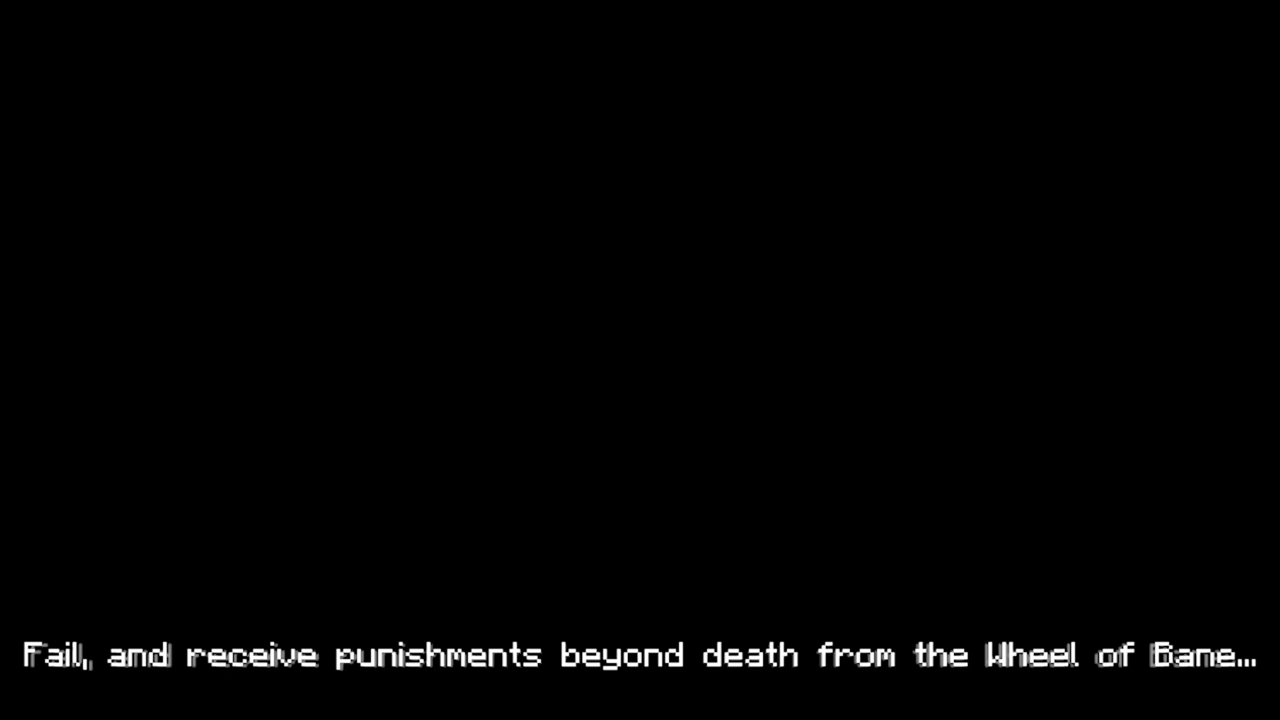 Fail, and receive punishments beyond death from the Wheel of Bane...